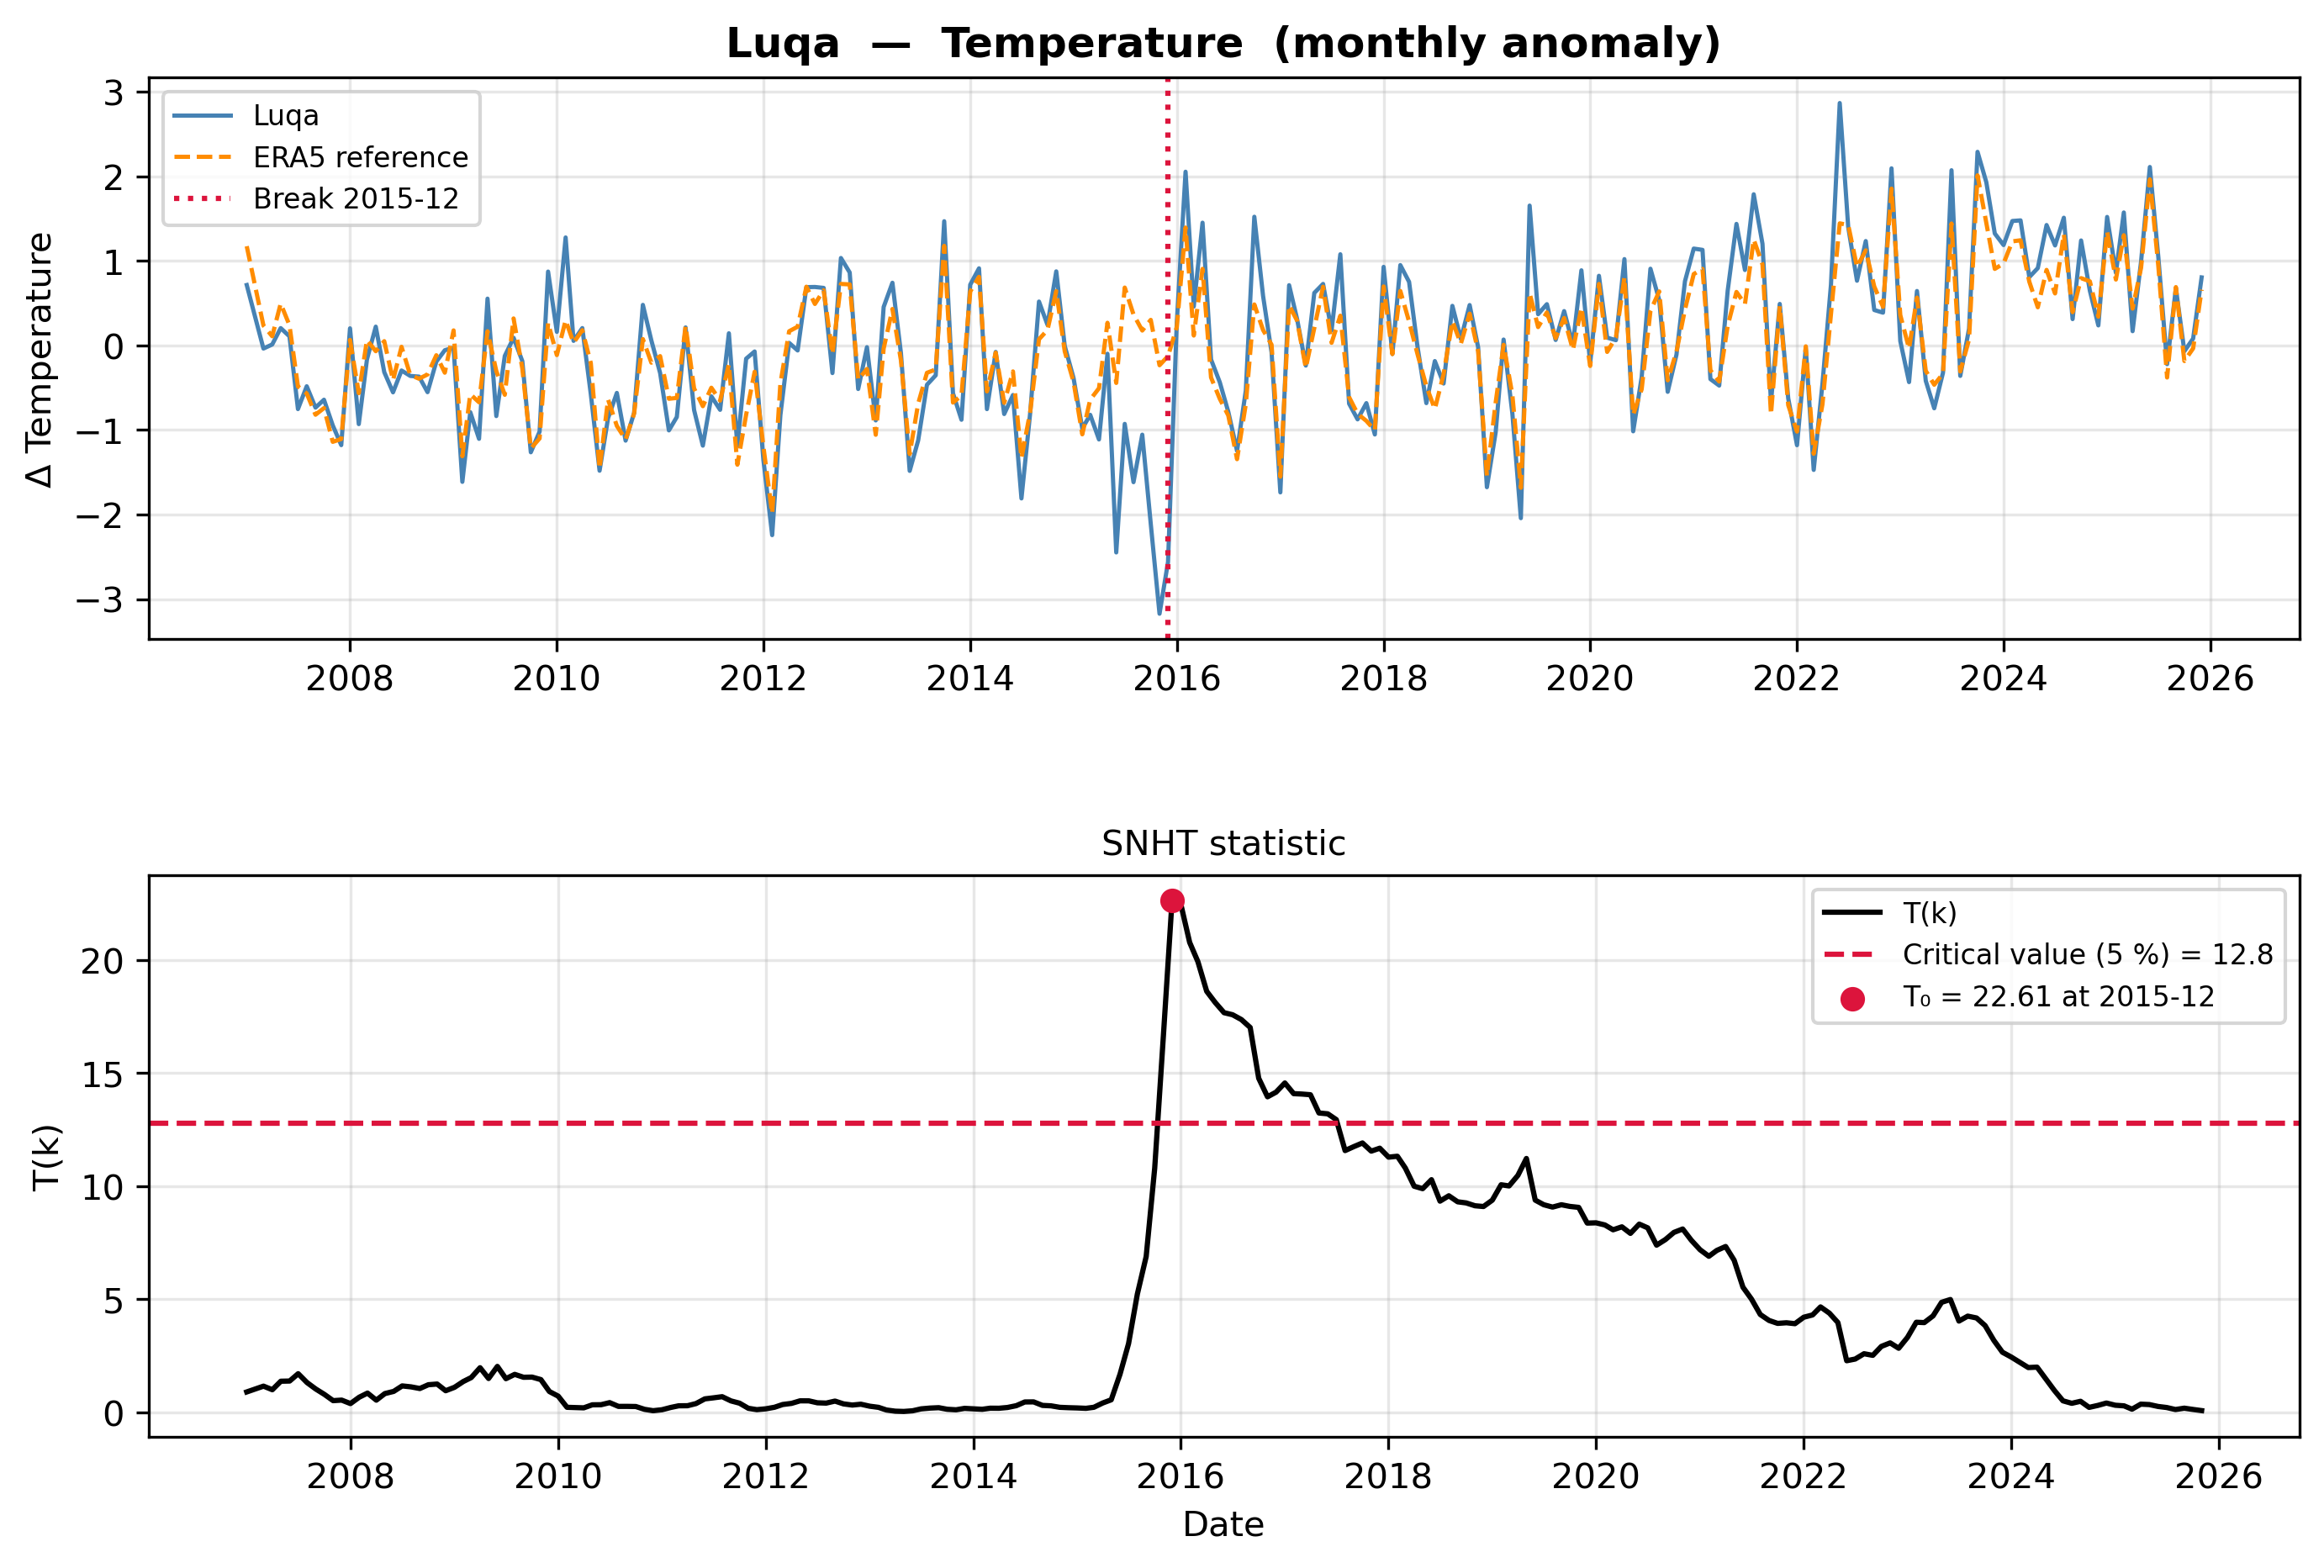 Luqa — Temperature (monthly anomaly)
Δ Temperature
3
2
1
0
−1
−2
−3
Luqa
ERA5 reference
Break 2015-12
2008 2010 2012 2014 2016 2018 2020 2022 2024 2026
SNHT statistic
T(k)
20
15
10
5
0
T(k)
Critical value (5 %) = 12.8
T₀ = 22.61 at 2015-12
2008 2010 2012 2014 2016 2018 2020 2022 2024 2026
Date